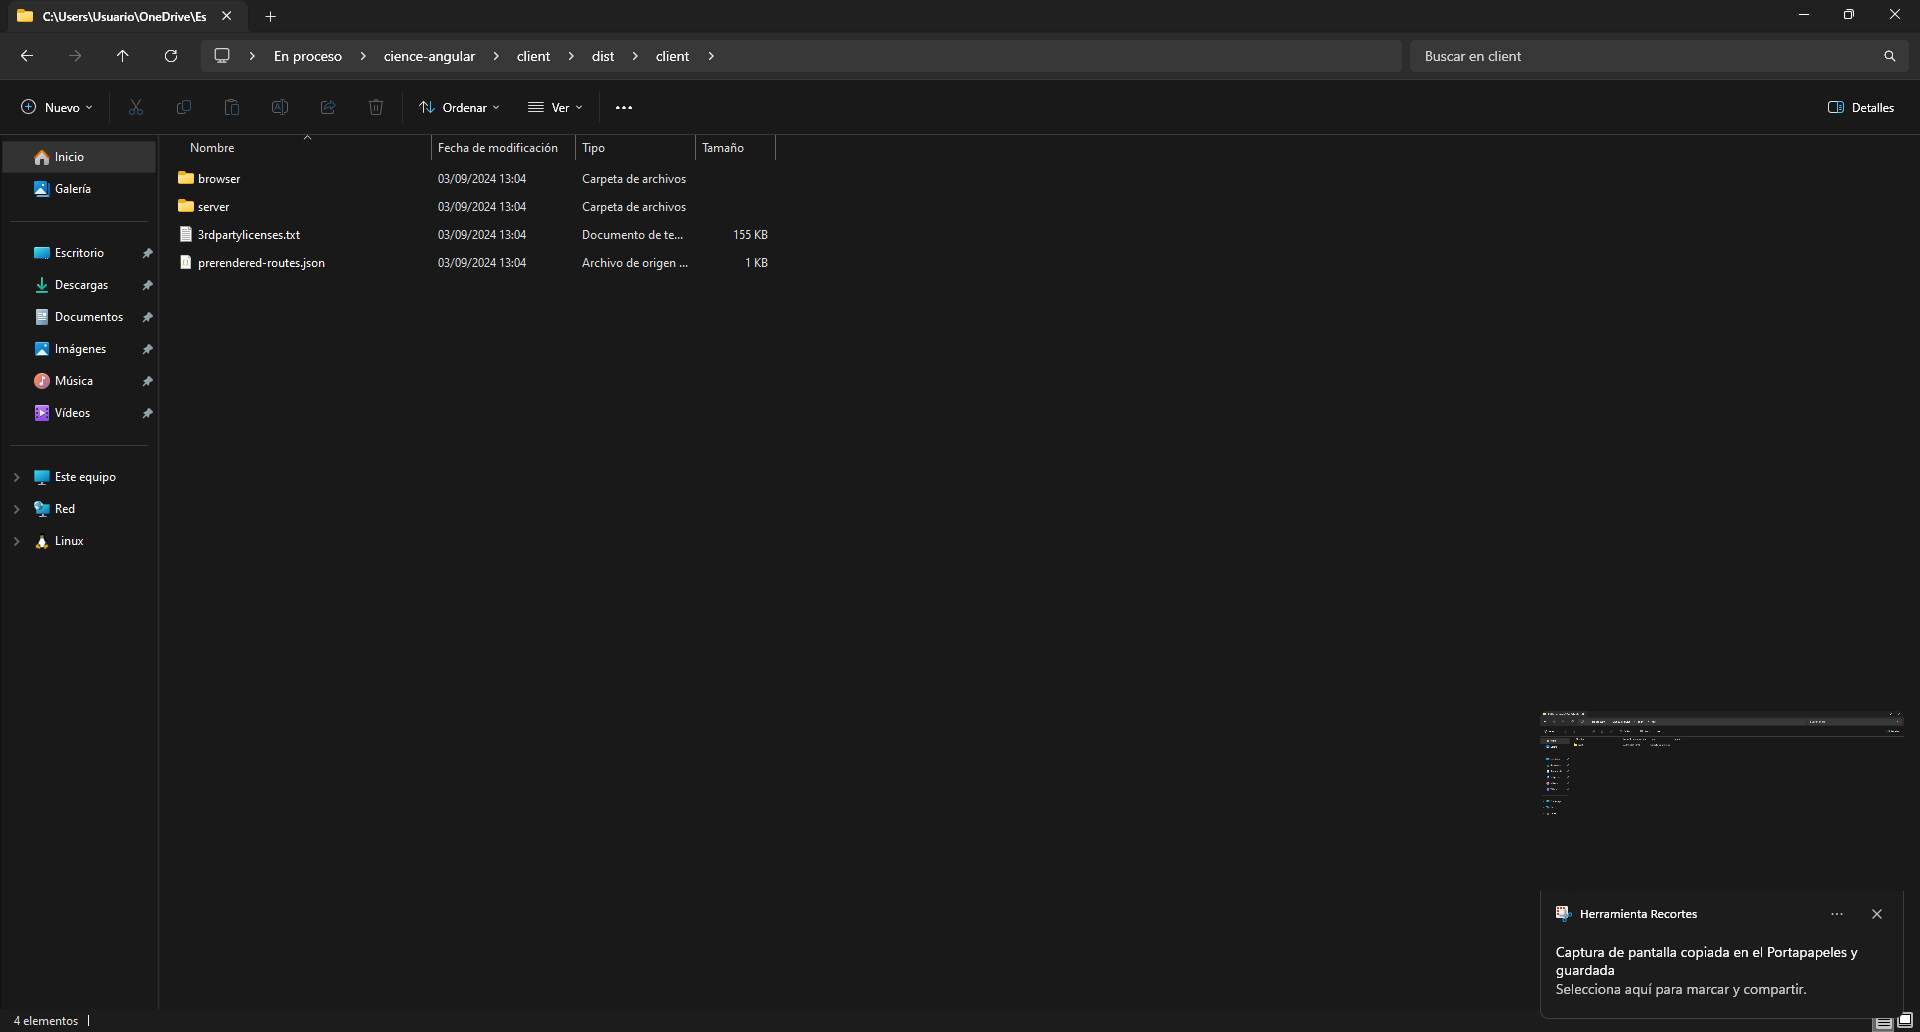 C:\Users\Usuario\OneDrive\Es
En proceso
cience-angular
client
dist
client
Buscar en client
Nuevo
Ordenar
Ver
Detalles
Nombre
Fecha de modificación
Tipo
Tamaño
browser
03/09/2024 13:04
Carpeta de archivos
server
03/09/2024 13:04
Carpeta de archivos
3rdpartylicenses.txt
03/09/2024 13:04
Documento de te...
155 KB
prerendered-routes.json
03/09/2024 13:04
Archivo de origen ...
1 KB
Inicio
Galería
Escritorio
Descargas
Documentos
Imágenes
Música
Vídeos
Este equipo
Red
Linux
Herramienta Recortes
Captura de pantalla copiada en el Portapapeles y
guardada
Selecciona aquí para marcar y compartir.
4 elementos